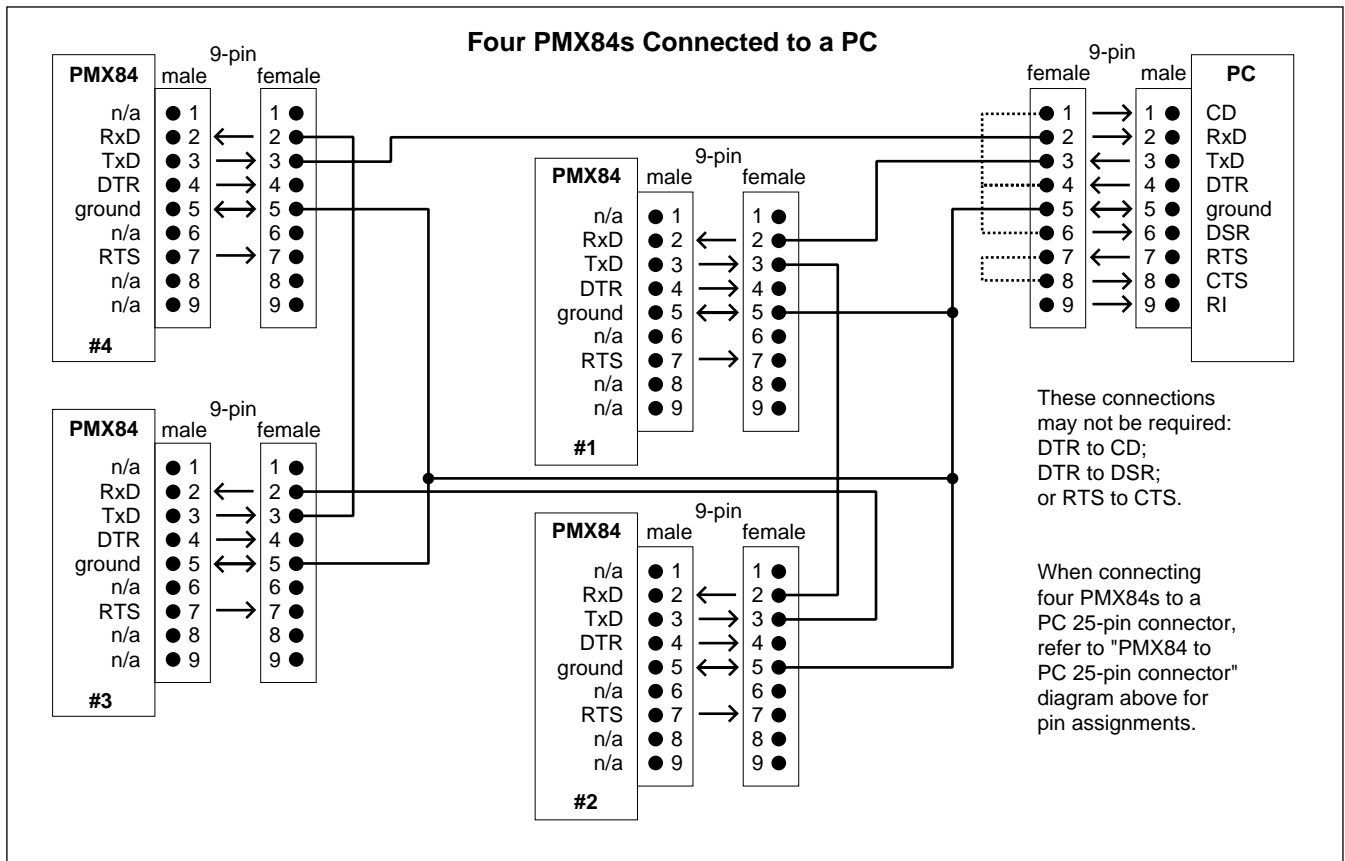 Four PMX84s Connected to a PC
9-pin
PMX84 male female
n/a 1 1
RxD 2 2
TxD 3 3
DTR 4 4
ground 5 5
n/a 6 6
RTS 7 7
n/a 8 8
n/a 9 9
#4
9-pin
female male PC
1 1 CD
2 2 RxD
3 3 TxD
4 4 DTR
5 5 ground
6 6 DSR
7 7 RTS
8 8 CTS
9 9 RI
9-pin
PMX84 male female
n/a 1 1
RxD 2 2
TxD 3 3
DTR 4 4
ground 5 5
n/a 6 6
RTS 7 7
n/a 8 8
n/a 9 9
#1
9-pin
PMX84 male female
n/a 1 1
RxD 2 2
TxD 3 3
DTR 4 4
ground 5 5
n/a 6 6
RTS 7 7
n/a 8 8
n/a 9 9
#3
9-pin
PMX84 male female
n/a 1 1
RxD 2 2
TxD 3 3
DTR 4 4
ground 5 5
n/a 6 6
RTS 7 7
n/a 8 8
n/a 9 9
#2
These connections
may not be required:
DTR to CD;
DTR to DSR;
or RTS to CTS.
When connecting
four PMX84s to a
PC 25-pin connector,
refer to "PMX84 to
PC 25-pin connector"
diagram above for
pin assignments.